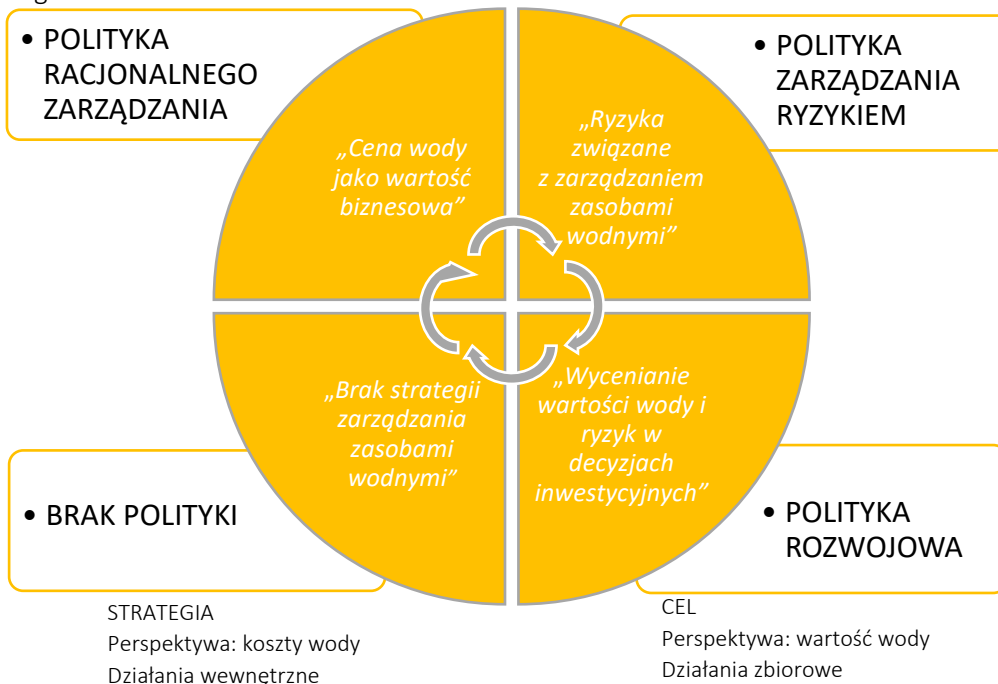 • POLITYKA
RACJONALNEGO
ZARZĄDZANIA
„Cena wody
jako wartość
biznesowa”
„Ryzyka
związane
z zarządzaniem
zasobami
wodnymi”
• POLITYKA
ZARZĄDZANIA
RYZYKIEM
• BRAK POLITYKI
„Brak strategii
zarządzania
zasobami
wodnymi”
„Wycenianie
wartości wody i
ryzyk w
decyzjach
inwestycyjnych”
• POLITYKA
ROZWOJOWA
STRATEGIA
Perspektywa: koszty wody
Działania wewnętrzne
CEL
Perspektywa: wartość wody
Działania zbiorowe